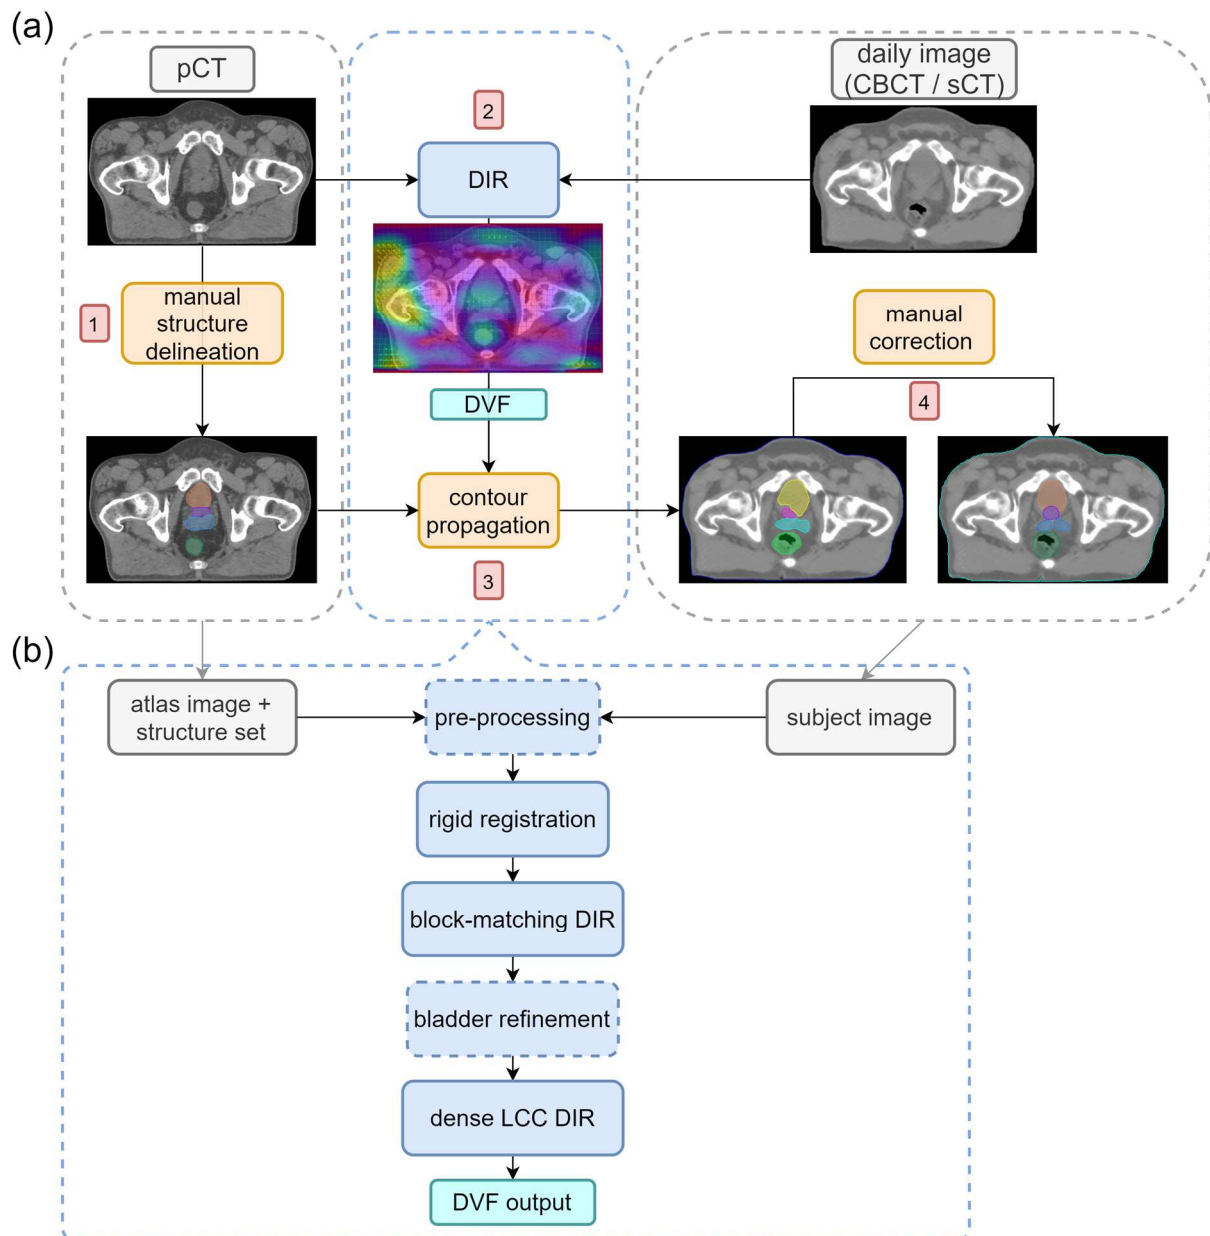 (a)
pCT
2
daily image
(CBCT / sCT)
DIR
1
manual
structure
delineation
manual
correction
DVF
4
contour
propagation
3
(b)
atlas image +
structure set
pre-processing
subject image
rigid registration
block-matching DIR
bladder refinement
dense LCC DIR
DVF output